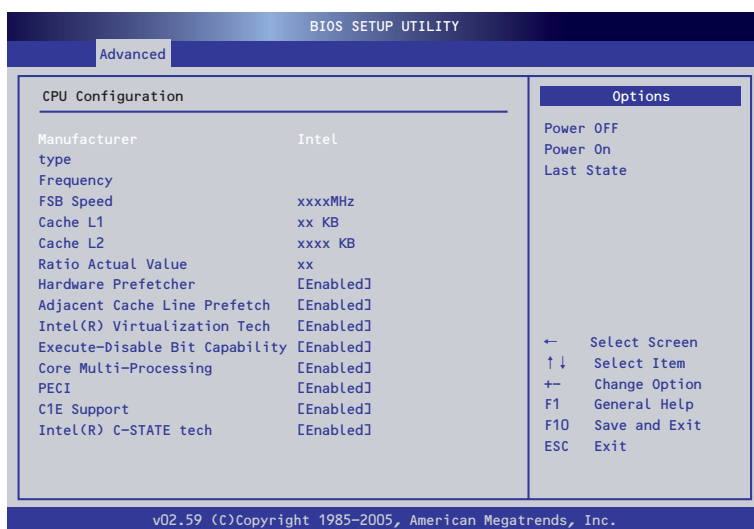 BIOS SETUP UTILITY
Advanced
CPU Configuration
Manufacturer Intel
type
Frequency
FSB Speed xxxxMHz
Cache L1 xx KB
Cache L2 xxxx KB
Ratio Actual Value xx
Hardware Prefetcher [Enabled]
Adjacent Cache Line Prefetch [Enabled]
Intel(R) Virtualization Tech [Enabled]
Execute-Disable Bit Capability [Enabled]
Core Multi-Processing [Enabled]
PECI [Enabled]
C1E Support [Enabled]
Intel(R) C-STATE tech [Enabled]
Options
Power OFF
Power On
Last State
← Select Screen
↑↓ Select Item
+- Change Option
F1 General Help
F10 Save and Exit
ESC Exit
v02.59 (C)Copyright 1985-2005, American Megatrends, Inc.